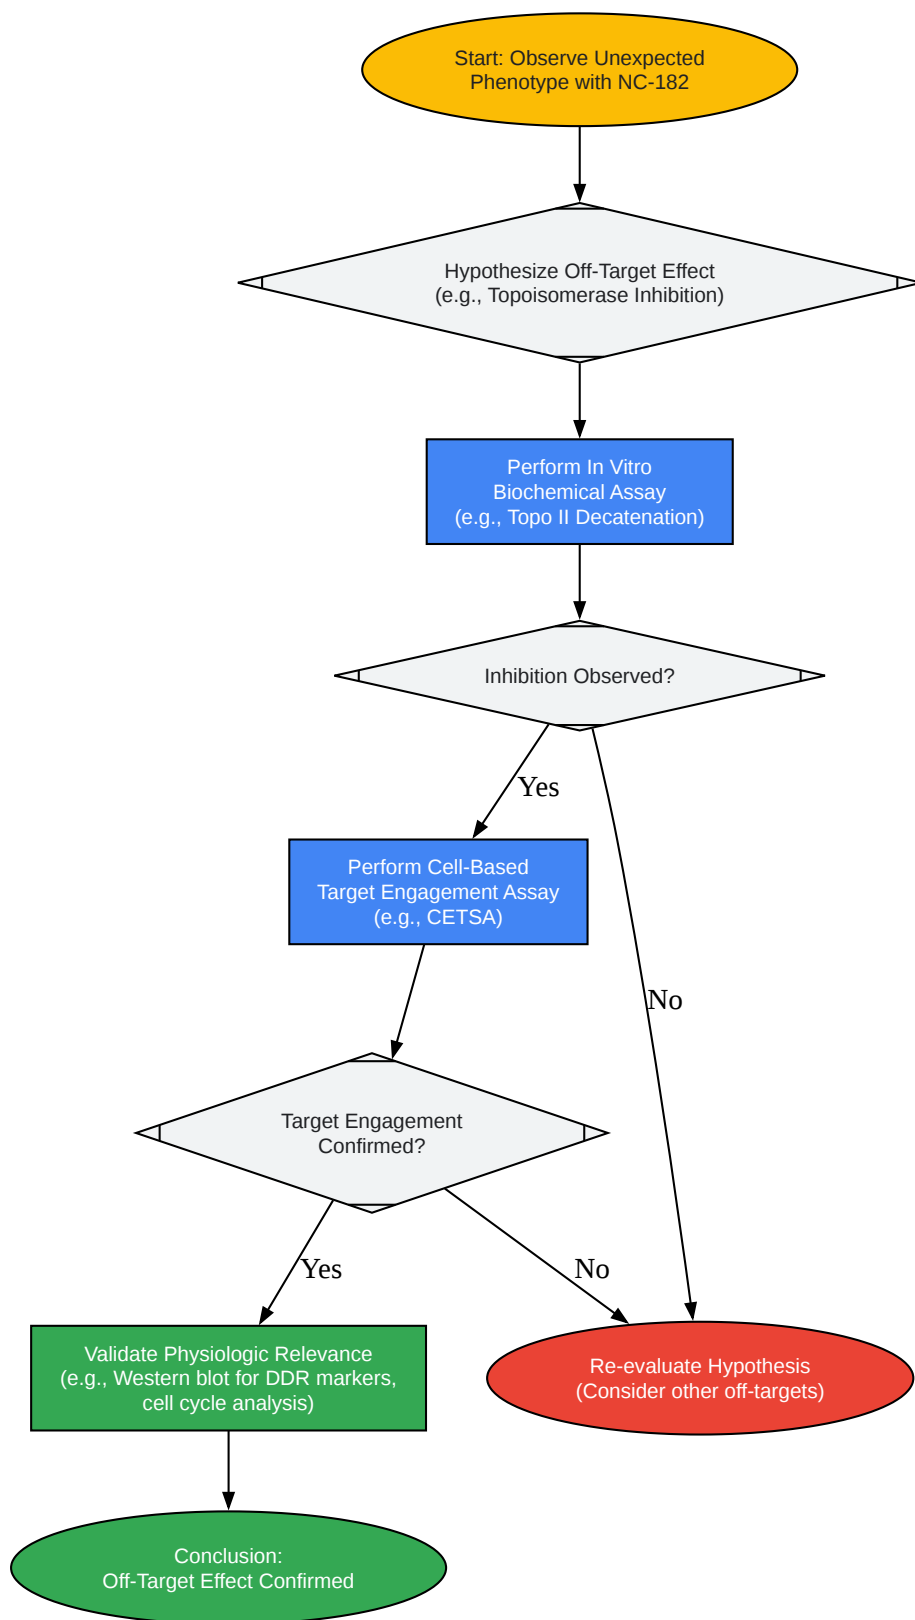 Start: Observe Unexpected
Phenotype with NC-182
Hypothesize Off-Target Effect
(e.g., Topoisomerase Inhibition)
Perform In Vitro
Biochemical Assay
(e.g., Topo II Decatenation)
Inhibition Observed?
Yes
Perform Cell-Based
Target Engagement Assay
(e.g., CETSA)
No
Target Engagement
Confirmed?
Yes
No
Validate Physiologic Relevance
(e.g., Western blot for DDR markers,
cell cycle analysis)
Re-evaluate Hypothesis
(Consider other off-targets)
Conclusion:
Off-Target Effect Confirmed